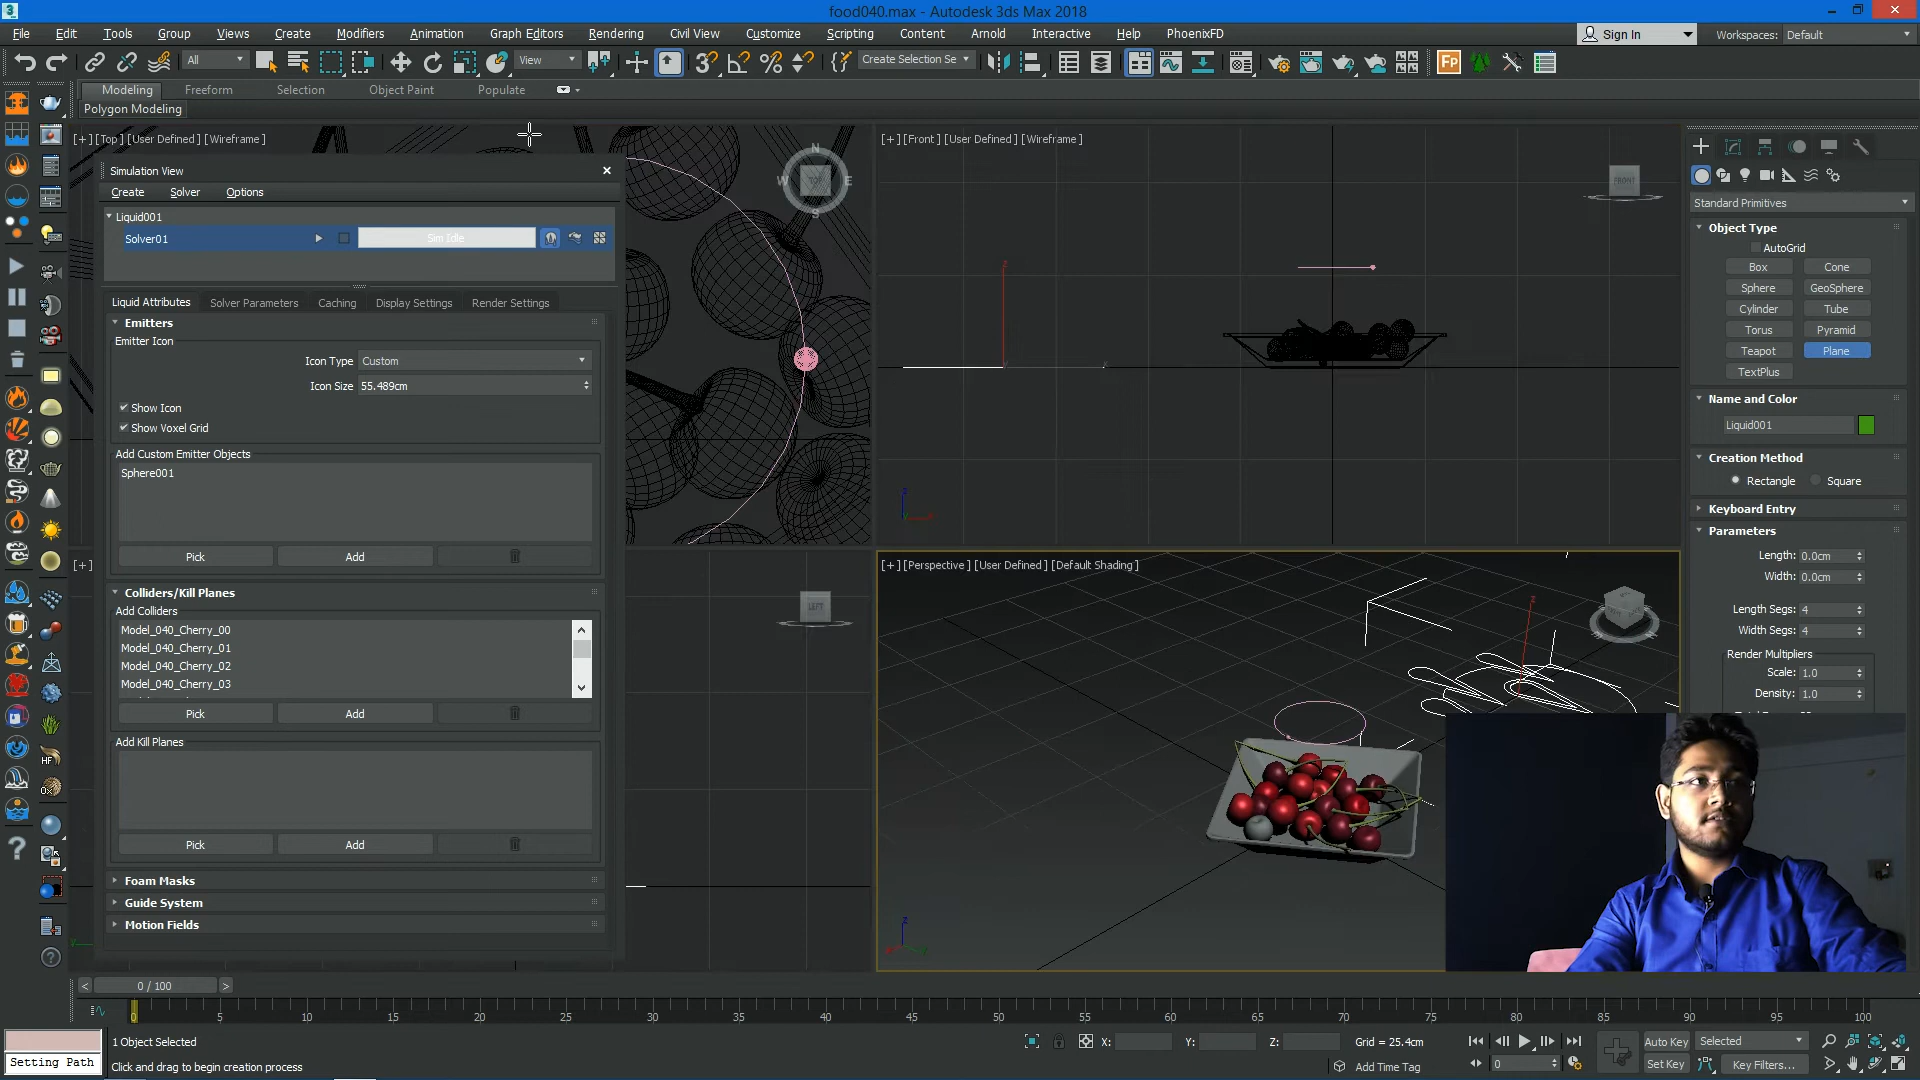 food040.max - Autodesk 3ds Max 2018
File Edit Tools Group Views Create Modifiers Animation Graph Editors Rendering Civil View Customize Scripting Content Arnold Interactive Help PhoenixFD
Sign In Workspaces: Default
All View Create Selection Se
Modeling Freeform Selection Object Paint Populate
Polygon Modeling
[+] [Top] [User Defined] [Wireframe]
[+] [Front] [User Defined] [Wireframe]
Simulation View
Create Solver Options
Liquid001
Solver01 Sim Idle
Liquid Attributes Solver Parameters Caching Display Settings Render Settings
Emitters
Emitter Icon
Icon Type Custom
Icon Size 55.489cm
Show Icon
Show Voxel Grid
Add Custom Emitter Objects
Sphere001
Pick Add
Colliders/Kill Planes
Add Colliders
Model_040_Cherry_00
Model_040_Cherry_01
Model_040_Cherry_02
Model_040_Cherry_03
Pick Add
Add Kill Planes
Pick Add
Foam Masks
Guide System
Motion Fields
N
W TOP E
S
FRONT
LEFT
[+]
[+] [Perspective] [User Defined] [Default Shading]
Standard Primitives
Object Type
AutoGrid
Box Cone
Sphere GeoSphere
Cylinder Tube
Torus Pyramid
Teapot Plane
TextPlus
Name and Color
Liquid001
Creation Method
Rectangle Square
Keyboard Entry
Parameters
Length: 0.0cm
Width: 0.0cm
Length Segs: 4
Width Segs: 4
Render Multipliers
Scale: 1.0
Density: 1.0
< 0 / 100 >
0 5 10 15 20 25 30 35 40 45 50 55 60 65 70 75 80 85 90 95 100
1 Object Selected X: Y: Z: Grid = 25.4cm Auto Key Selected
Setting Path Click and drag to begin creation process Add Time Tag 0 Set Key Key Filters...